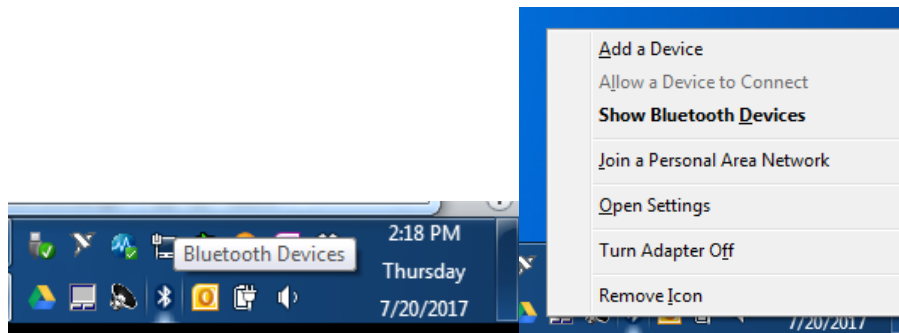 Bluetooth Devices
2:18 PM
Thursday
7/20/2017
Add a Device
Allow a Device to Connect
Show Bluetooth Devices
Join a Personal Area Network
Open Settings
Turn Adapter Off
Remove Icon
7/20/2017